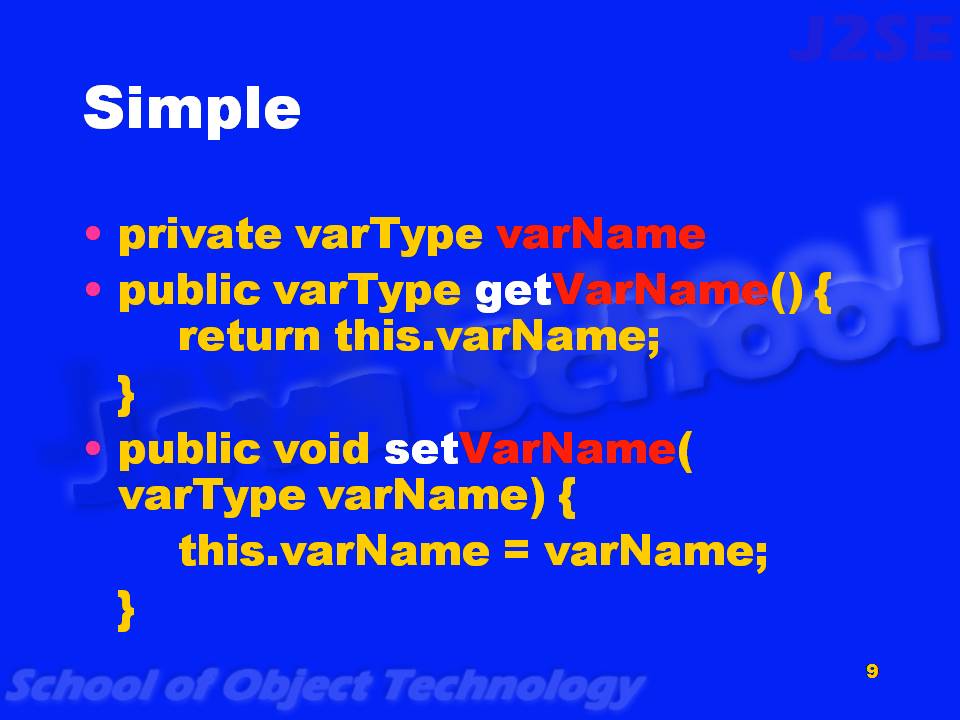 J2SE
Simple
• private varType varName
• public varType getVarName() {
return this.varName;
}
• public void setVarName(
varType varName) {
this.varName = varName;
}
Java School
School of Object Technology
9